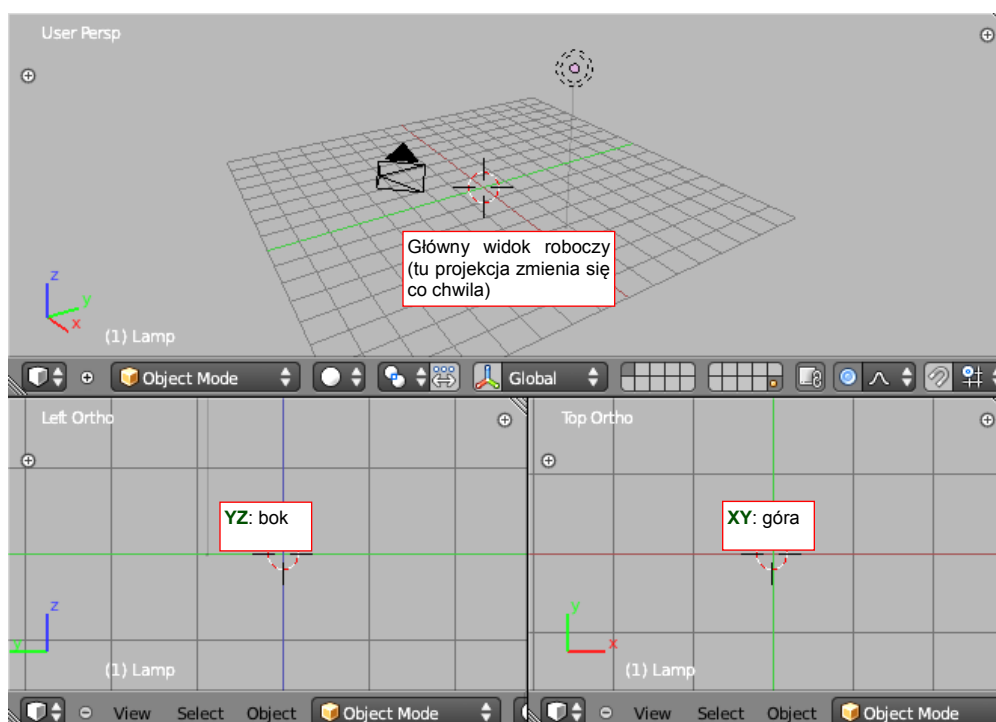 User Persp
Główny widok roboczy
(tu projekcja zmienia się
co chwila)
z
y
x
(1) Lamp
Object Mode
Global
Left Ortho
YZ: bok
z
y
(1) Lamp
View Select Object Object Mode
Top Ortho
XY: góra
y
x
(1) Lamp
View Select Object Object Mode